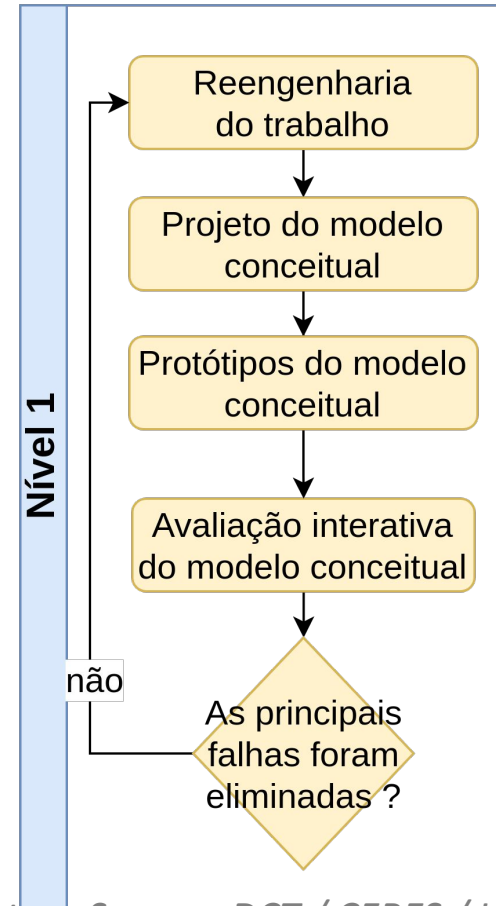 Reengenharia
do trabalho
Projeto do modelo
conceitual
Protótipos do modelo
conceitual
Nível 1
Avaliação interativa
do modelo conceitual
não
As principais
falhas foram
eliminadas ?